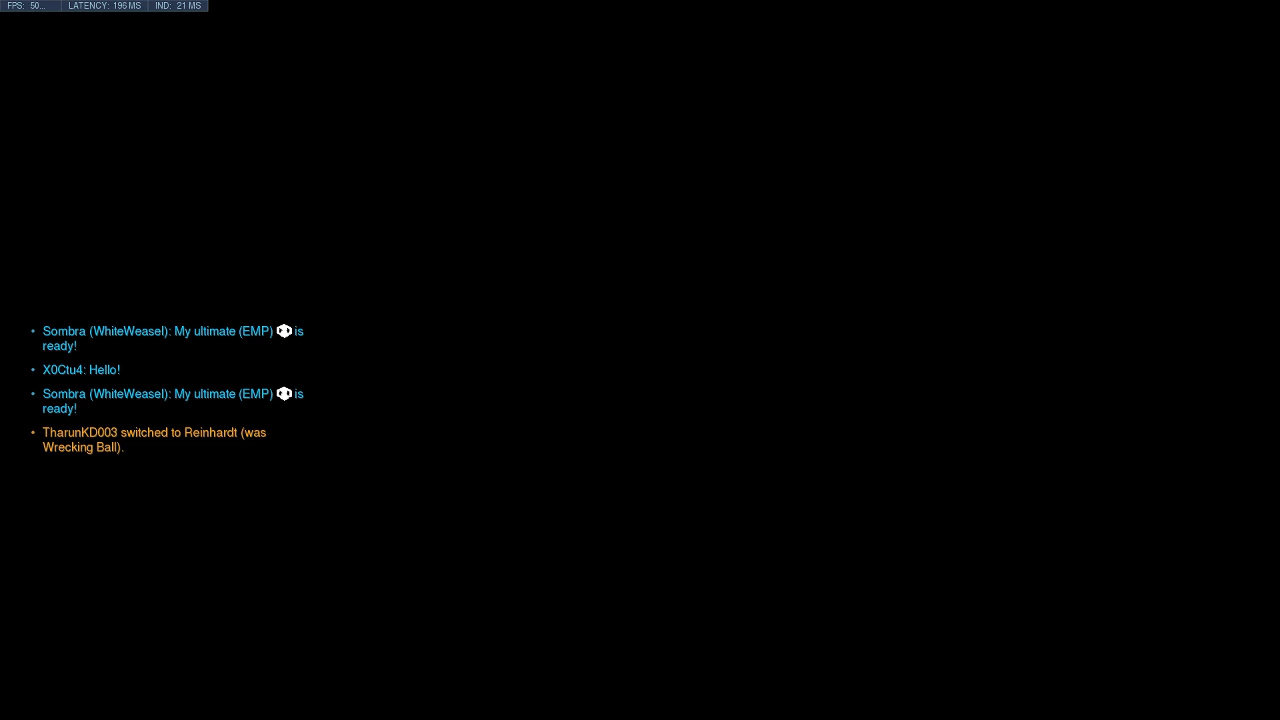 FPS: 50... LATENCY: 196 MS IND: 21 MS
• Sombra (WhiteWeasel): My ultimate (EMP) is
ready!
• X0Ctu4: Hello!
• Sombra (WhiteWeasel): My ultimate (EMP) is
ready!
• TharunKD003 switched to Reinhardt (was
Wrecking Ball).